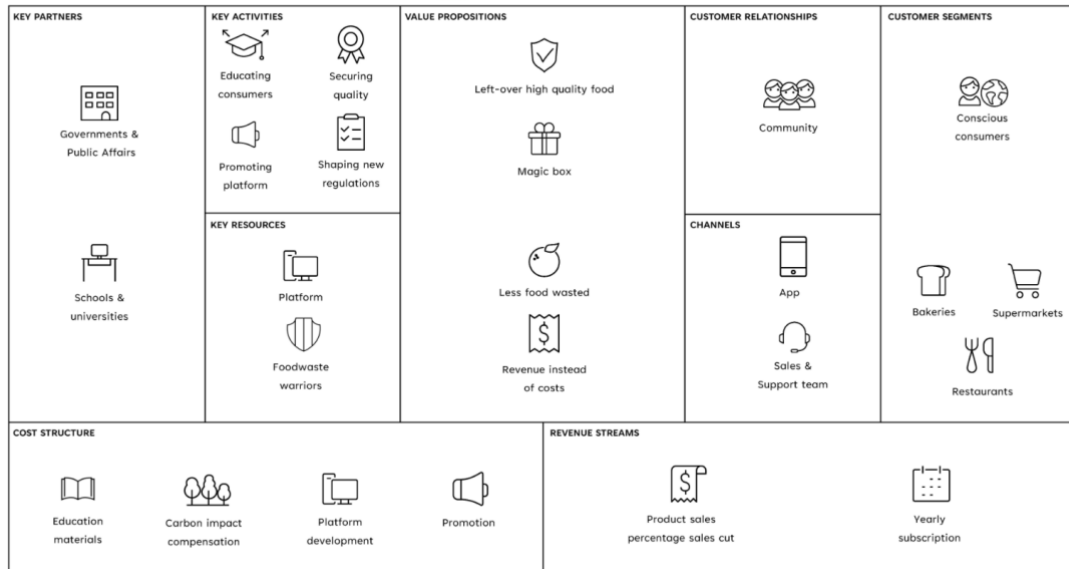 KEY PARTNERS
Governments &
Public Affairs
Schools &
universities
KEY ACTIVITIES
Educating
consumers
Securing
quality
Promoting
platform
Shaping new
regulations
KEY RESOURCES
Platform
Foodwaste
warriors
VALUE PROPOSITIONS
Left-over high quality food
Magic box
Less food wasted
$
Revenue instead
of costs
CUSTOMER RELATIONSHIPS
Community
CHANNELS
App
Sales &
Support team
CUSTOMER SEGMENTS
Conscious
consumers
Bakeries
Supermarkets
Restaurants
COST STRUCTURE
Education
materials
Carbon impact
compensation
Platform
development
Promotion
REVENUE STREAMS
$
Product sales
percentage sales cut
Yearly
subscription